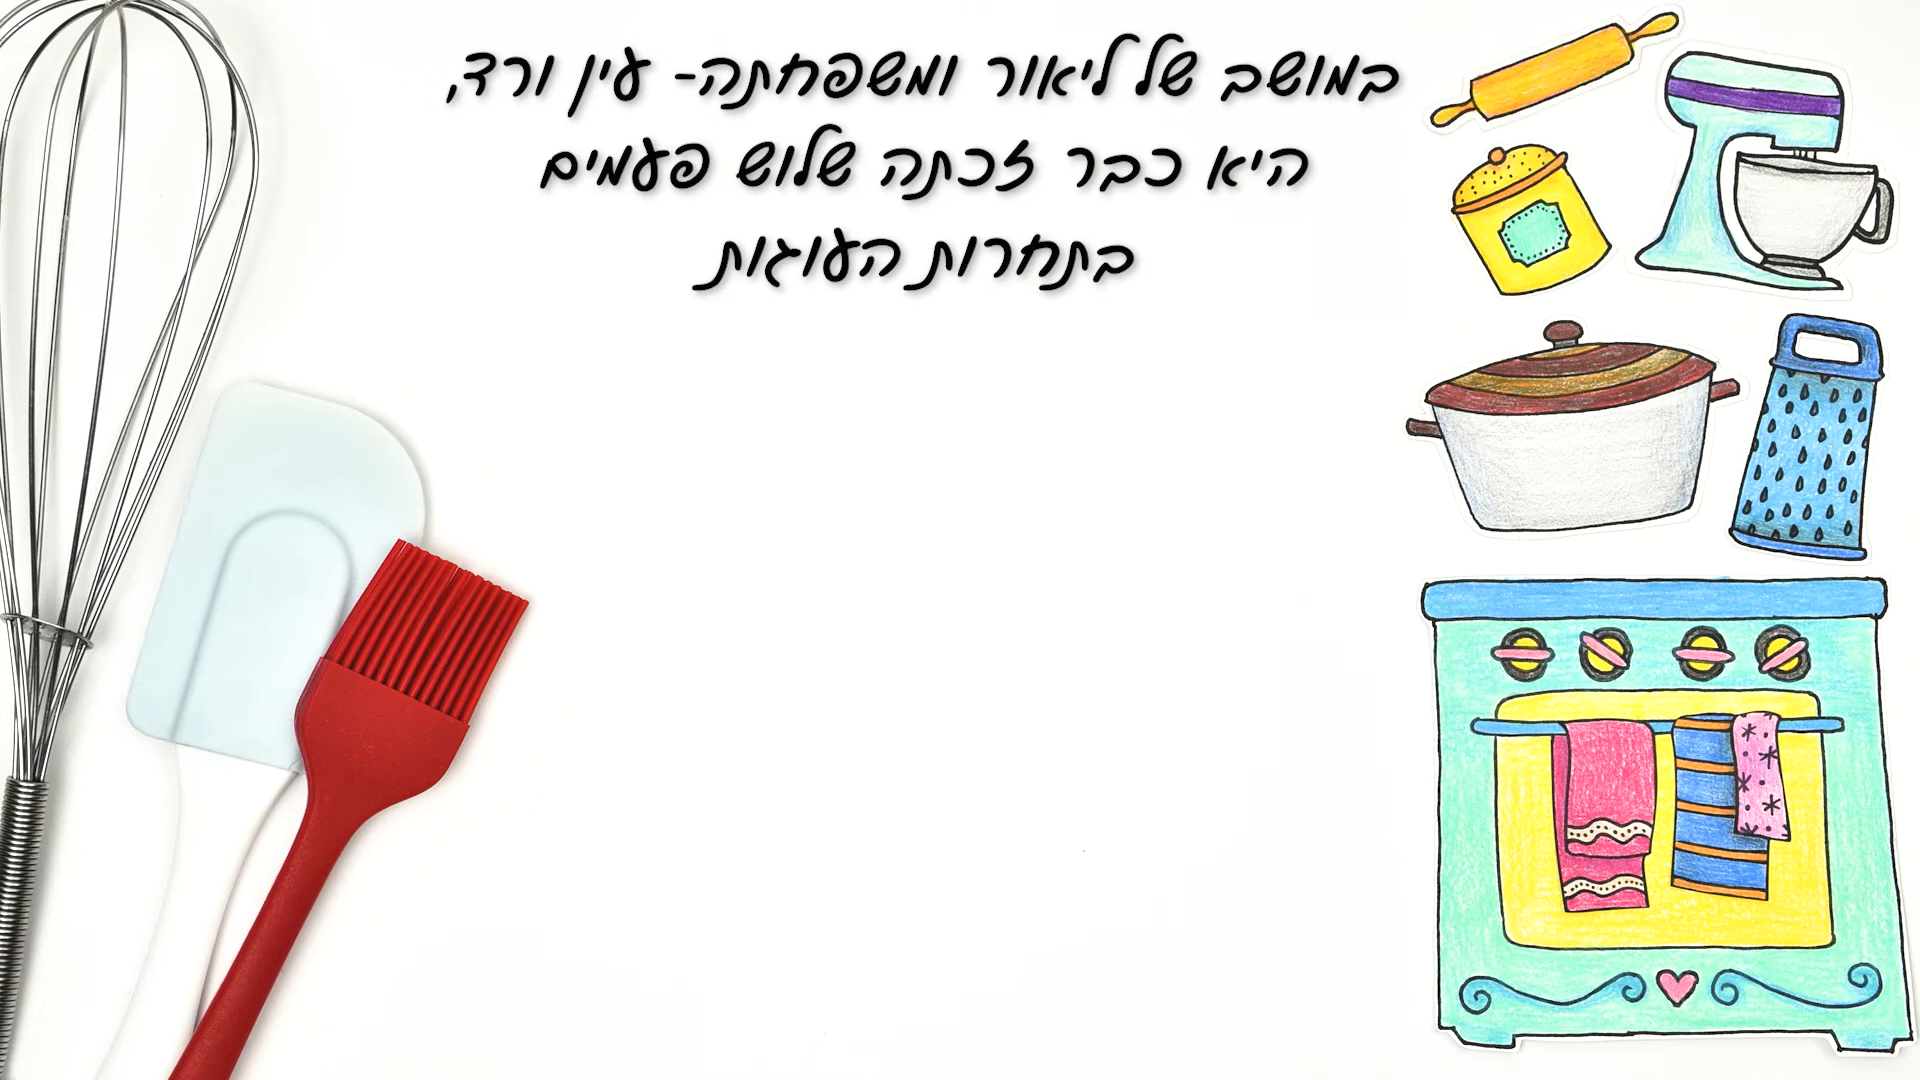 במושב של ליאור ומשפחתה- עין ורד,
היא כבר זכתה שלוש פעמים
בתחרות העוגות